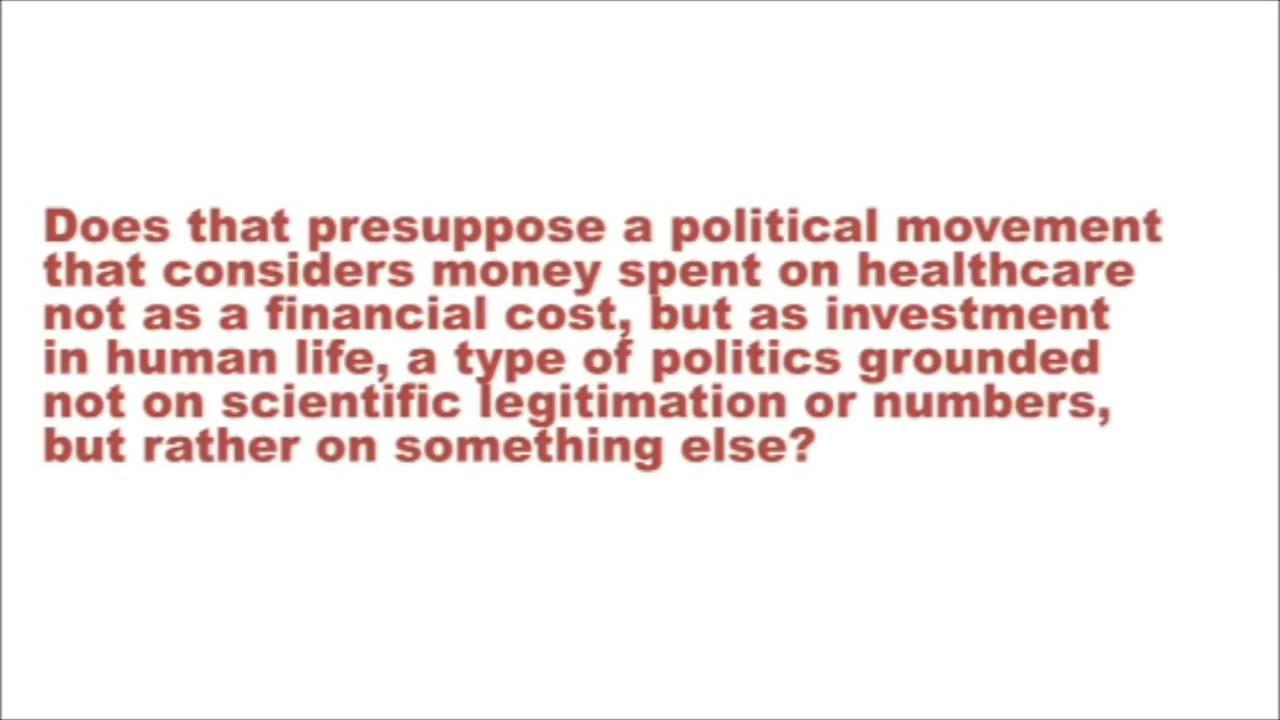 Does that presuppose a political movement
that considers money spent on healthcare
not as a financial cost, but as investment
in human life, a type of politics grounded
not on scientific legitimation or numbers,
but rather on something else?